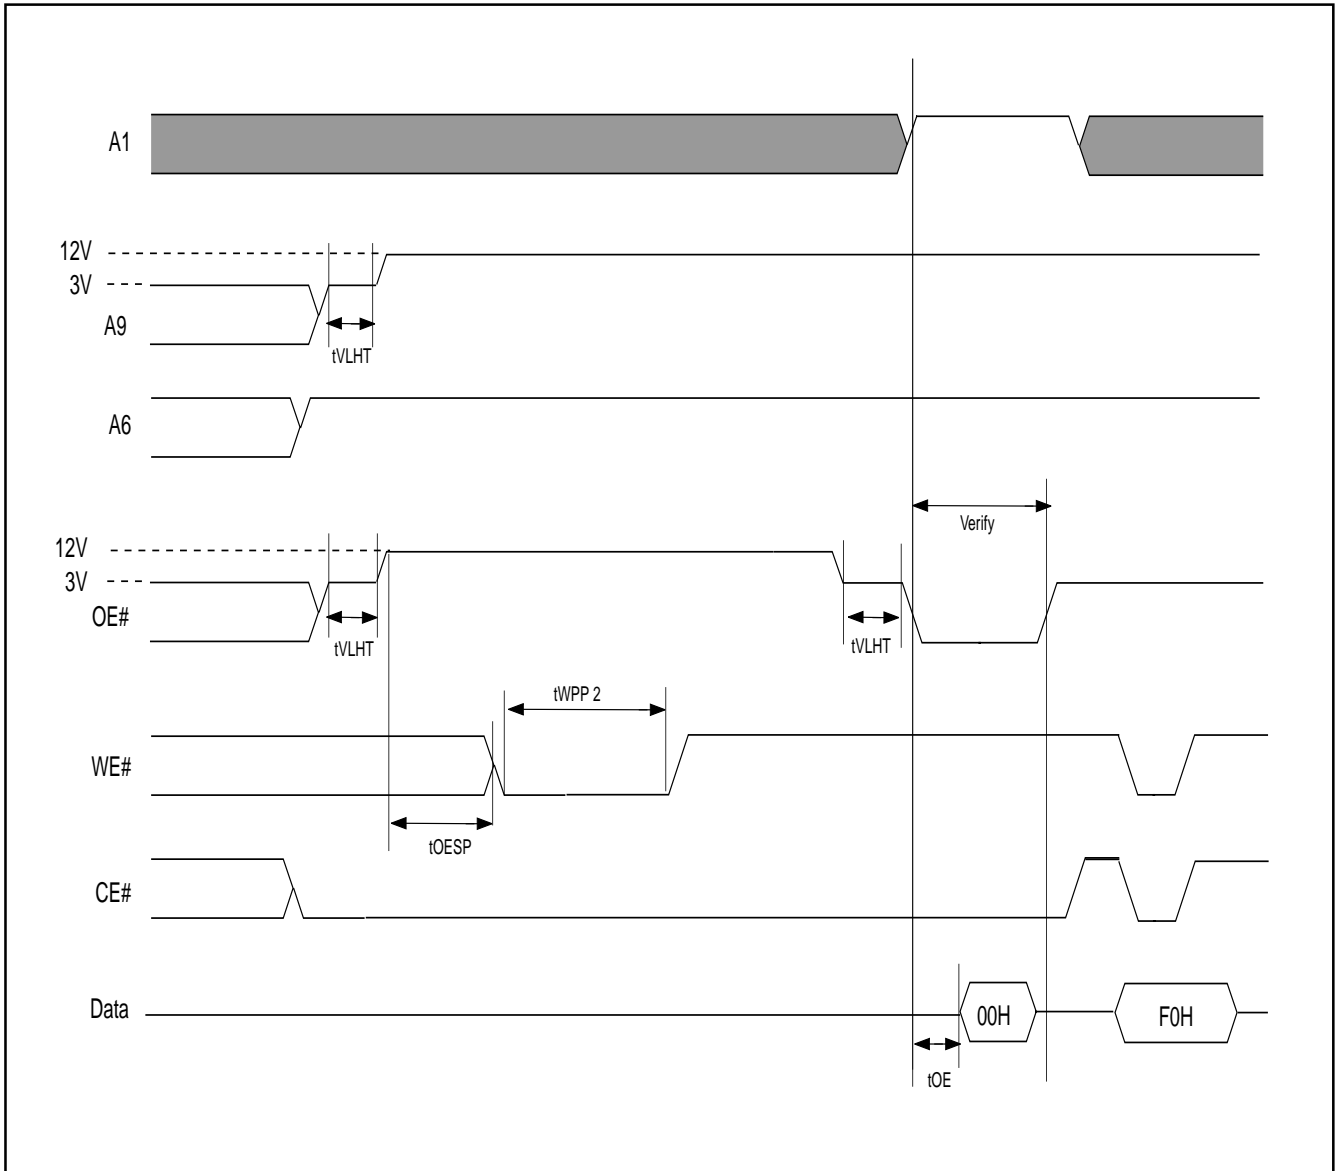 A1
12V
3V
A9
tVLHT
A6
Verify
12V
3V
OE#
tVLHT
tVLHT
tWPP 2
WE#
tOESP
CE#
Data
00H
F0H
tOE